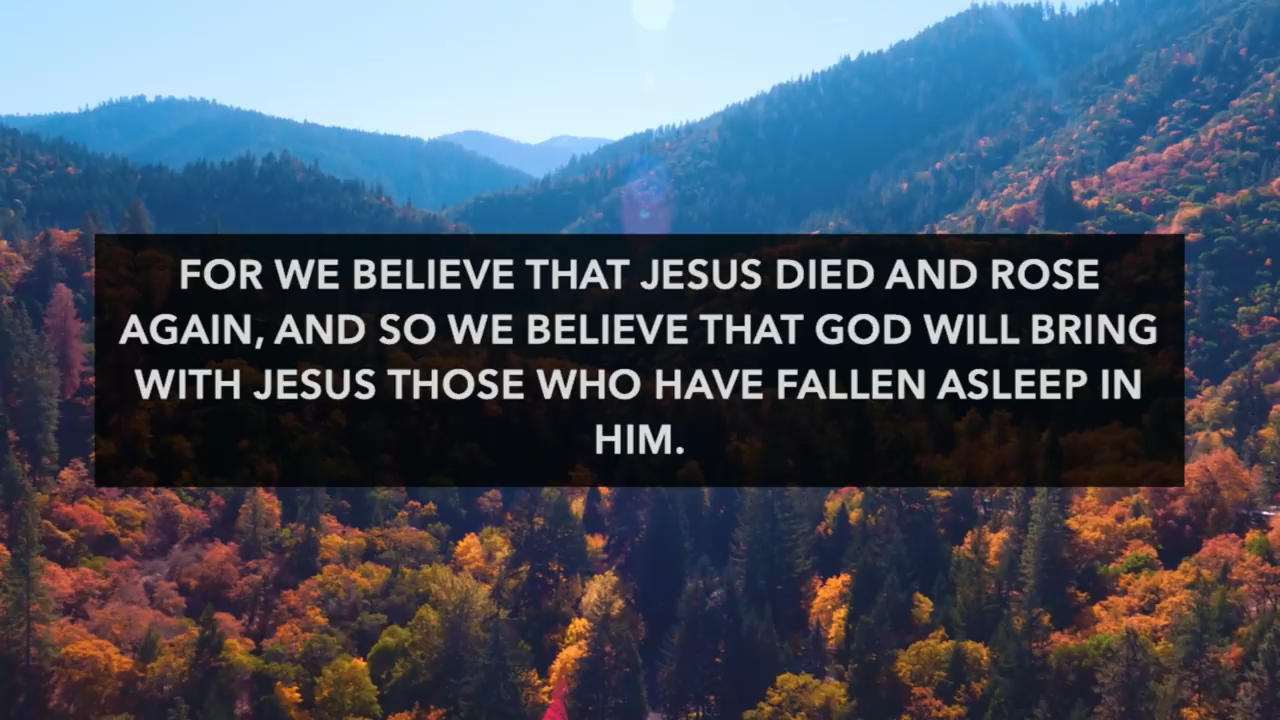 FOR WE BELIEVE THAT JESUS DIED AND ROSE
AGAIN, AND SO WE BELIEVE THAT GOD WILL BRING
WITH JESUS THOSE WHO HAVE FALLEN ASLEEP IN
HIM.